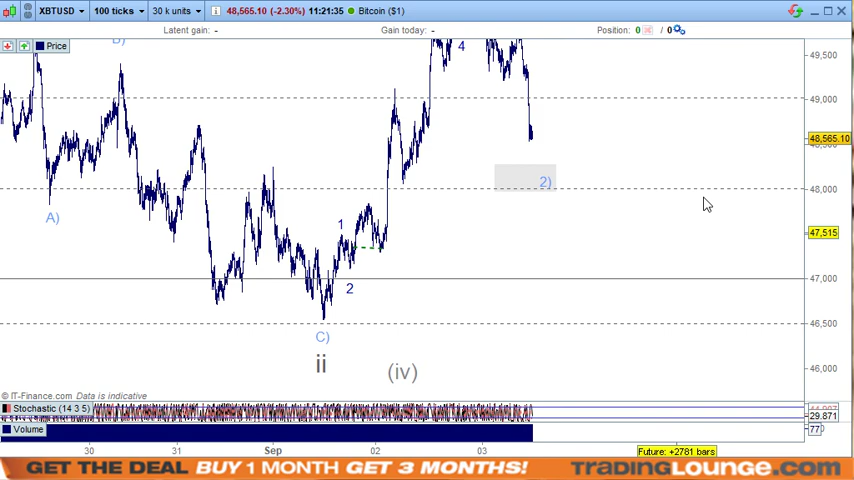 XBTUSD 100 ticks 30 k units 48,565.10 (-2.30%) 11:21:35 Bitcoin ($1)
Latent gain: - Gain today: - Position: 0 / 0
Price
B)
4
49,500
49,000
48,565.10
48,500
2)
48,000
A)
1
47,515
2
47,000
46,500
C)
ii
(iv)
46,000
© IT-Finance.com Data is indicative
Stochastic (14 3 5)
29.871
Volume
77
30 31 Sep 02 03 Future: +2781 bars
GET THE DEAL BUY 1 MONTH GET 3 MONTHS! TRADINGLOUNGE.COM